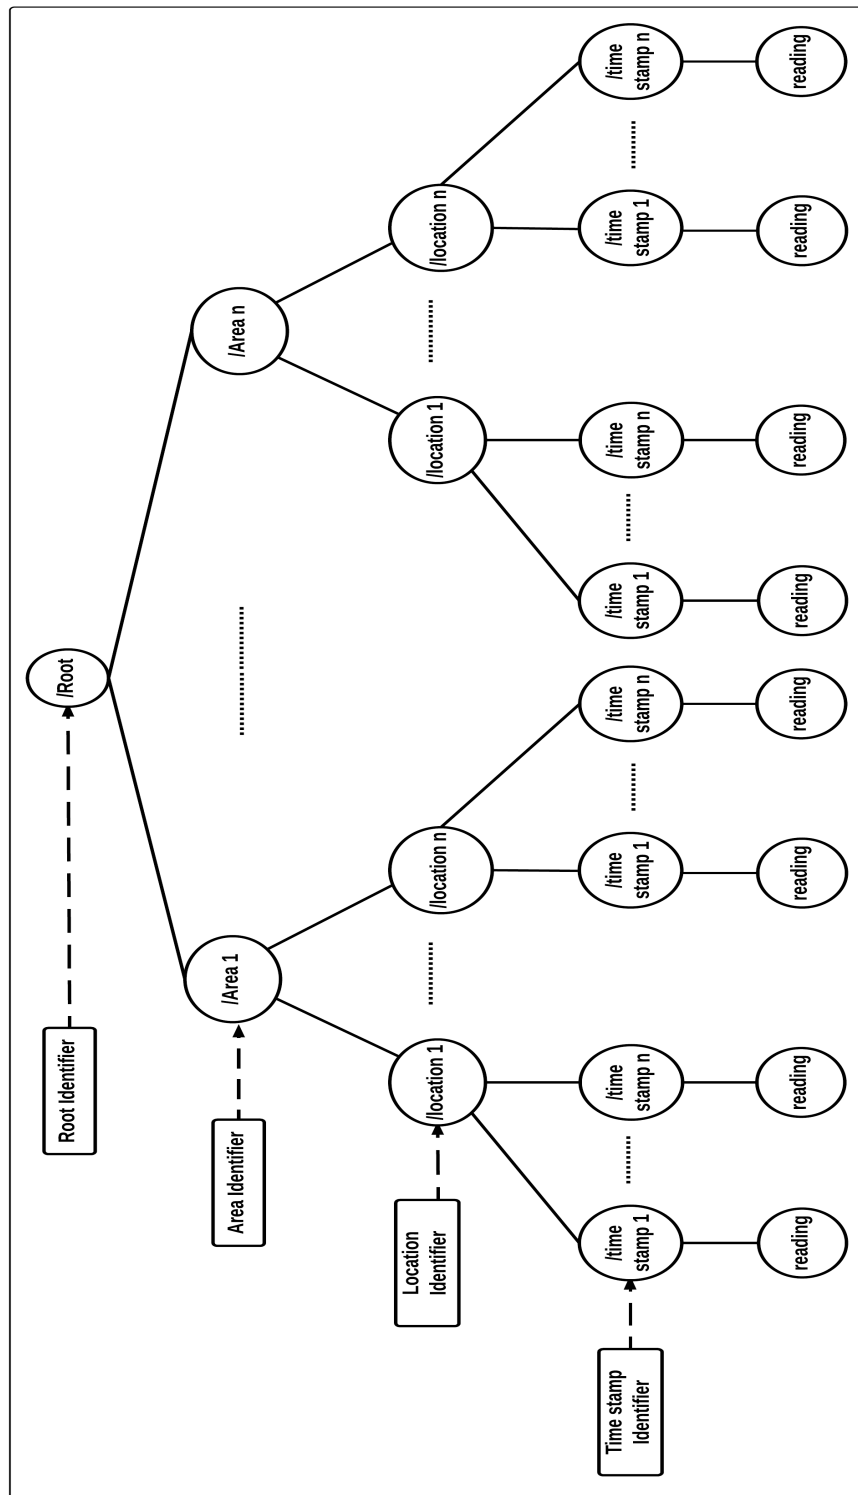 Root Identifier
/Root
Area Identifier
/Area 1
/Area n
Location
Identifier
/location 1
/location n
/location 1
/location n
Time stamp
Identifier
/time
stamp 1
/time
stamp n
/time
stamp 1
/time
stamp n
/time
stamp 1
/time
stamp n
/time
stamp 1
/time
stamp n
reading
reading
reading
reading
reading
reading
reading
reading